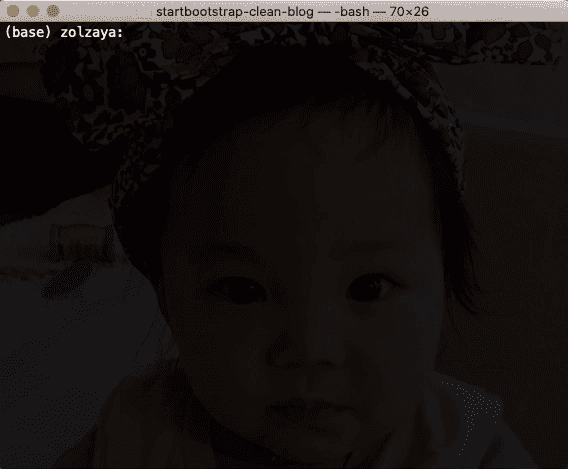 startbootstrap-clean-blog — -bash — 70×26
(base) zolzaya: